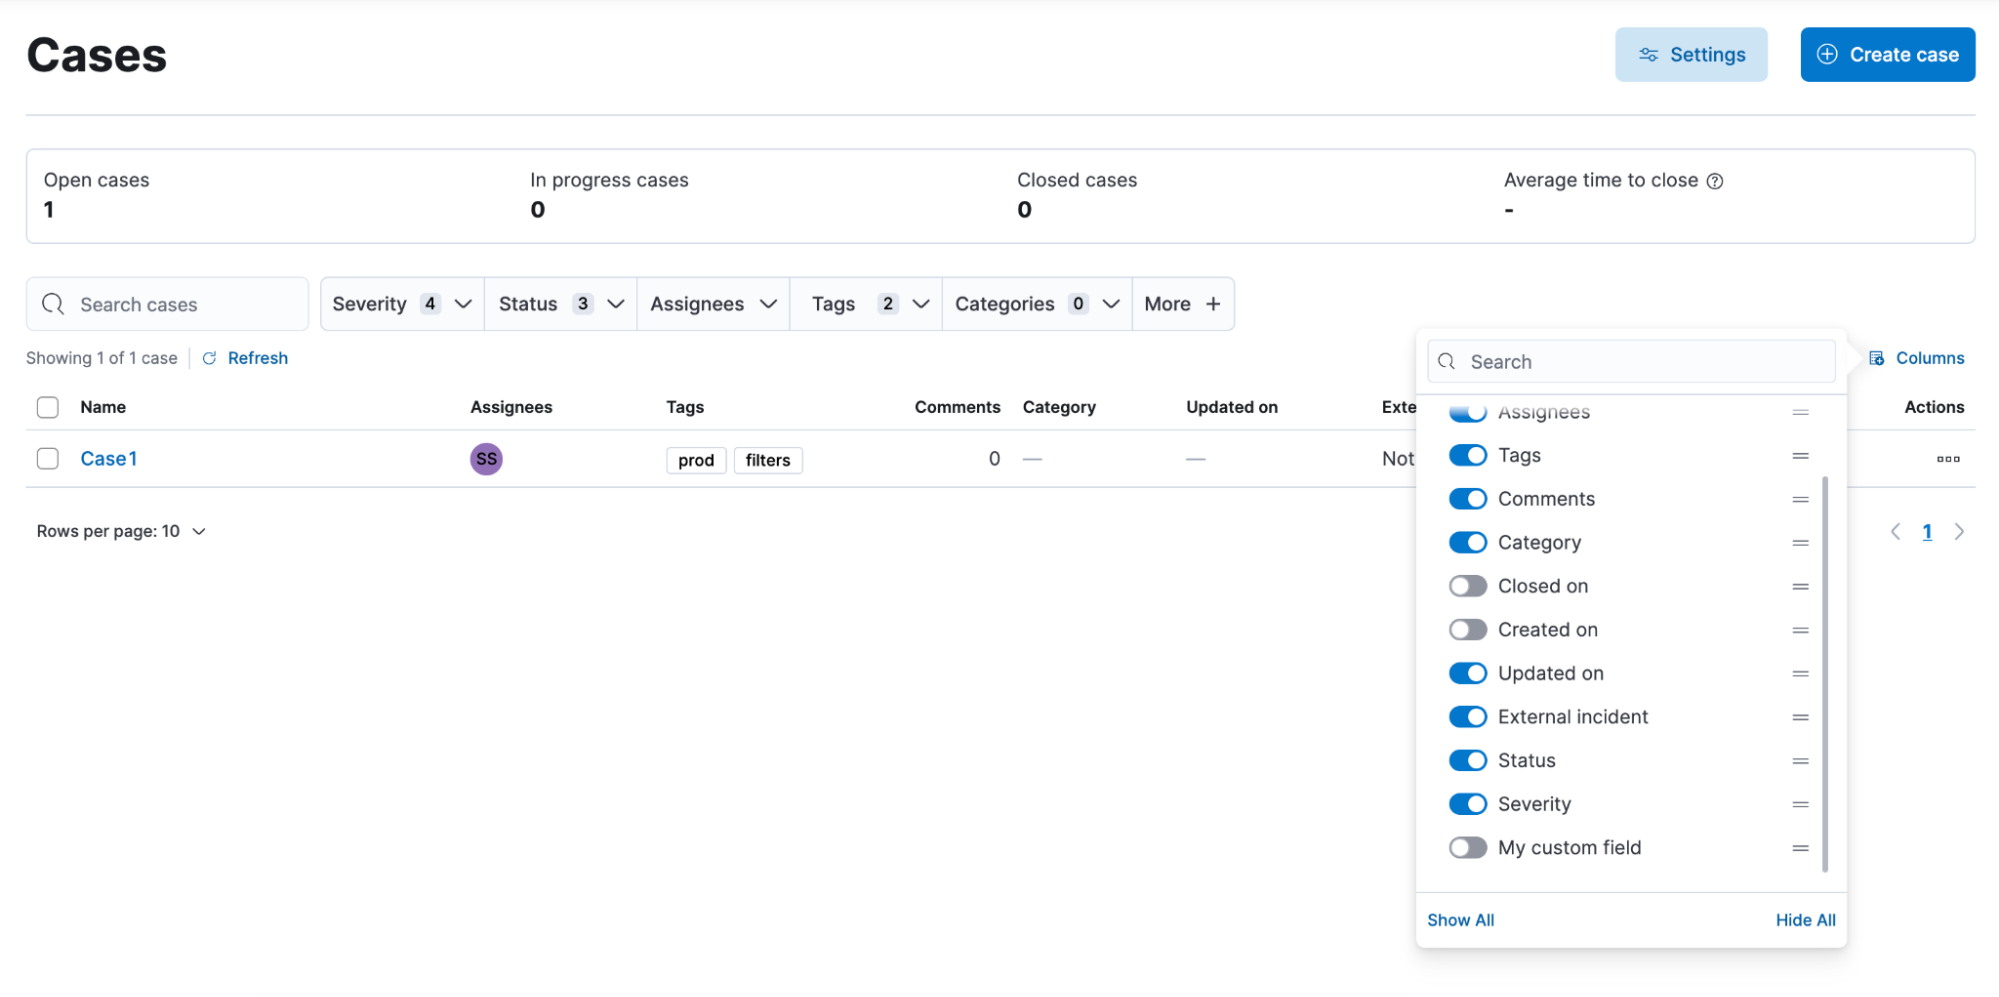 Cases
Settings
Create case
Open cases
1
In progress cases
0
Closed cases
0
Average time to close
-
Search cases
Severity 4
Status 3
Assignees
Tags 2
Categories 0
More +
Showing 1 of 1 case
Refresh
Columns
Name Assignees Tags Comments Category Updated on Exte Actions
Case1 SS prod filters 0 — — Not
Rows per page: 10
1
Search
Assignees
Tags
Comments
Category
Closed on
Created on
Updated on
External incident
Status
Severity
My custom field
Show All
Hide All